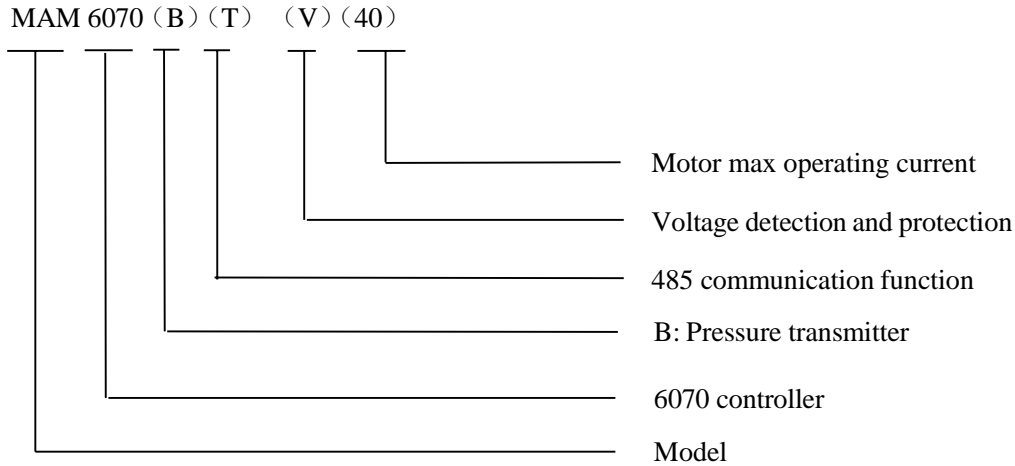 MAM 6070（B）（T） （V）（40）
Motor max operating current
Voltage detection and protection
485 communication function
B: Pressure transmitter
6070 controller
Model